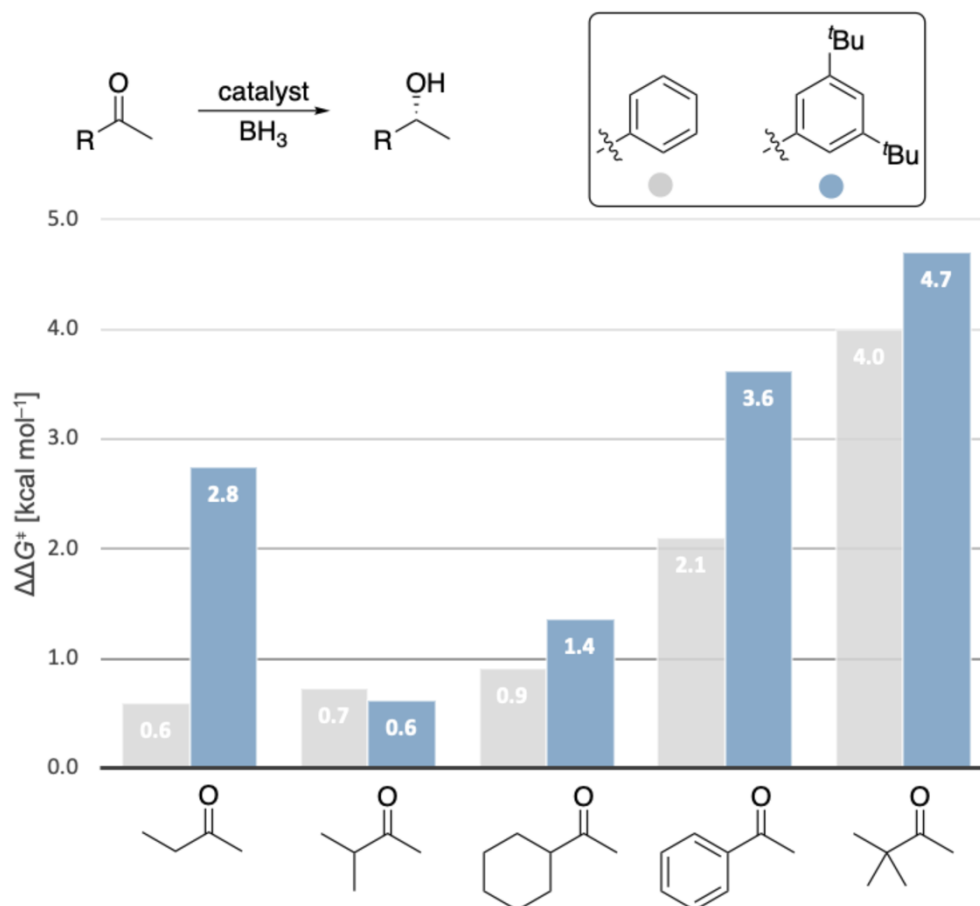 O
R
catalyst
BH₃
OH
R
ᵗBu
ᵗBu
ΔΔG‡ [kcal mol⁻¹]
5.0
4.0
3.0
2.0
1.0
0.0
0.6
2.8
0.7
0.6
0.9
1.4
2.1
3.6
4.0
4.7
O
O
O
O
O